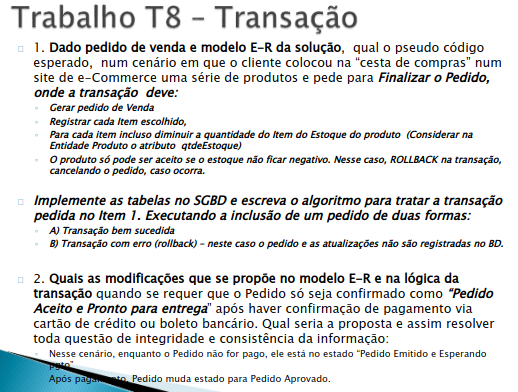 Trabalho T8 – Transação
1. Dado pedido de venda e modelo E-R da solução, qual o pseudo código
esperado, num cenário em que o cliente colocou na “cesta de compras” num
site de e-Commerce uma série de produtos e pede para Finalizar o Pedido,
onde a transação deve:
Gerar pedido de Venda
Registrar cada Item escolhido,
Para cada item incluso diminuir a quantidade do Item do Estoque do produto (Considerar na
Entidade Produto o atributo qtdeEstoque)
O produto só pode ser aceito se o estoque não ficar negativo. Nesse caso, ROLLBACK na transação,
cancelando o pedido, caso ocorra.
Implemente as tabelas no SGBD e escreva o algoritmo para tratar a transação
pedida no Item 1. Executando a inclusão de um pedido de duas formas:
A) Transação bem sucedida
B) Transação com erro (rollback) – neste caso o pedido e as atualizações não são registradas no BD.
2. Quais as modificações que se propõe no modelo E-R e na lógica da
transação quando se requer que o Pedido só seja confirmado como “Pedido
Aceito e Pronto para entrega” após haver confirmação de pagamento via
cartão de crédito ou boleto bancário. Qual seria a proposta e assim resolver
toda questão de integridade e consistência da informação:
Nesse cenário, enquanto o Pedido não for pago, ele está no estado “Pedido Emitido e Esperando
pgto”
Após pagamento, Pedido muda estado para Pedido Aprovado.